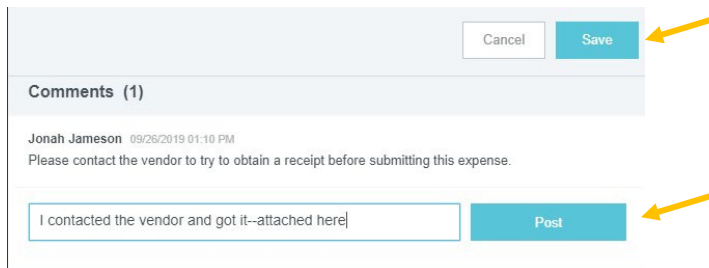 Cancel Save
Comments (1)
Jonah Jameson 09/26/2019 01:10 PM
Please contact the vendor to try to obtain a receipt before submitting this expense.
I contacted the vendor and got it--attached here Post